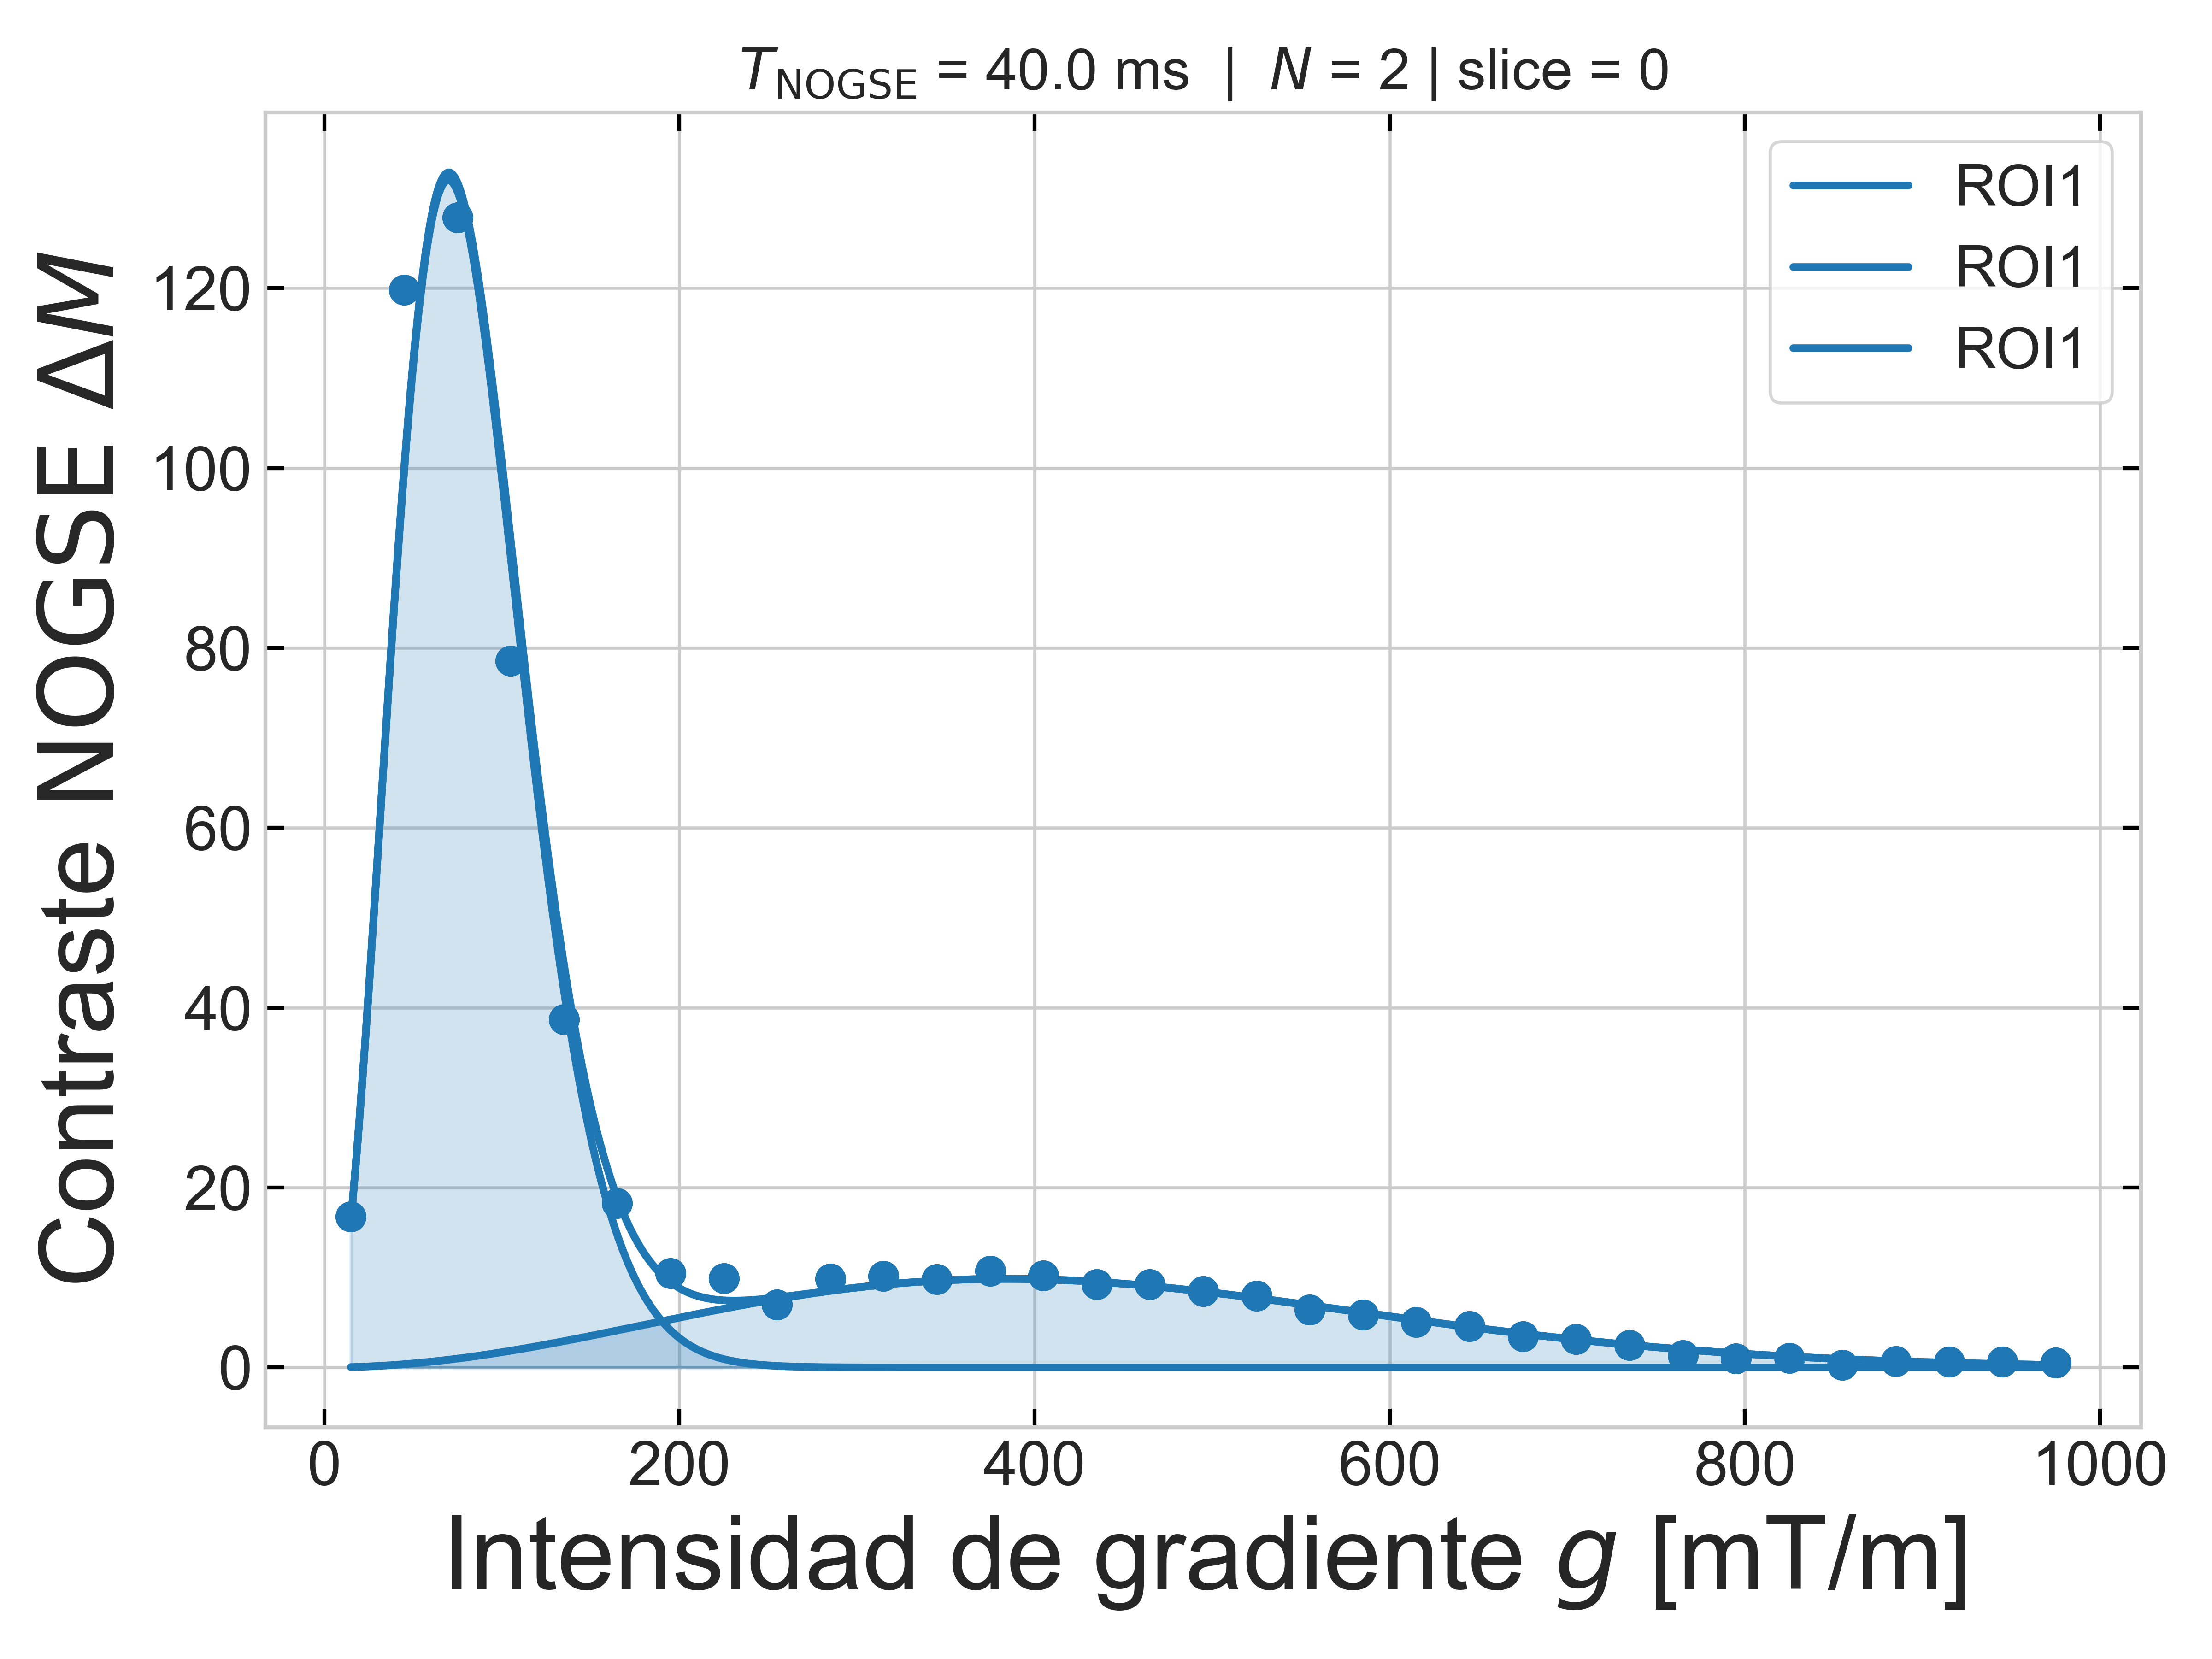 T_NOGSE = 40.0 ms | N = 2 | slice = 0
Contraste NOGSE ΔM
120
100
80
60
40
20
0
ROI1
ROI1
ROI1
0 200 400 600 800 1000
Intensidad de gradiente g [mT/m]